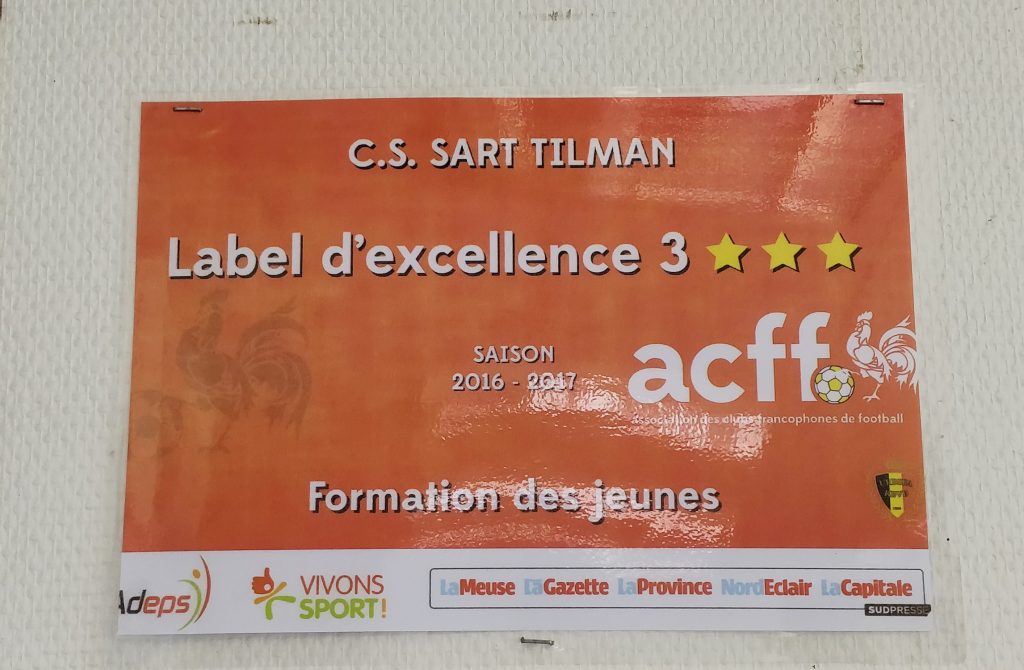 C.S. SART TILMAN
Label d'excellence 3
SAISON
2016 - 2017
acff
association des clubs francophones de football
Formation des jeunes
Adeps
VIVONS
SPORT!
LaMeuse LaGazette LaProvince NordEclair LaCapitale
SUDPRESSE